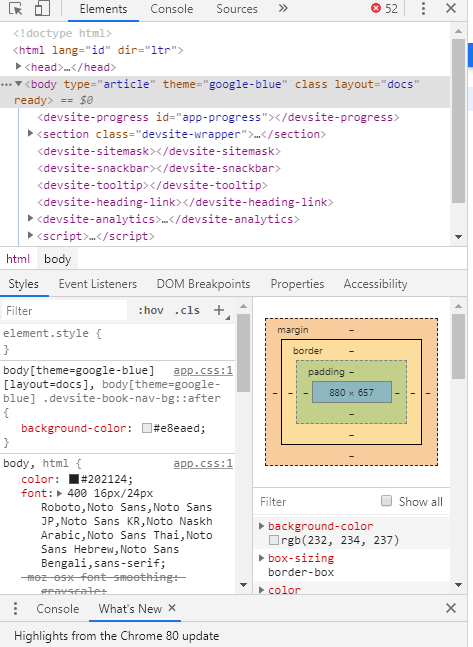 Elements Console Sources » 52
<!doctype html>
<html lang="id" dir="ltr">
<head>…</head>
<body type="article" theme="google-blue" class layout="docs"
ready> == $0
<devsite-progress id="app-progress"></devsite-progress>
<section class="devsite-wrapper">…</section>
<devsite-sitemask></devsite-sitemask>
<devsite-snackbar></devsite-snackbar>
<devsite-tooltip></devsite-tooltip>
<devsite-heading-link></devsite-heading-link>
<devsite-analytics>…</devsite-analytics>
<script>…</script>
html body
Styles Event Listeners DOM Breakpoints Properties Accessibility
Filter :hov .cls +
element.style {
}
body[theme=google-blue] app.css:1
[layout=docs], body[theme=google-
blue] .devsite-book-nav-bg::after
{
background-color: #e8eaed;
}
body, html { app.css:1
color: #202124;
font: 400 16px/24px
Roboto,Noto Sans,Noto Sans
JP,Noto Sans KR,Noto Naskh
Arabic,Noto Sans Thai,Noto
Sans Hebrew,Noto Sans
Bengali,sans-serif;
-moz-osx-font-smoothing:
grayscale;
margin –
border –
padding –
– – – 880 × 657 – – –
–
–
–
Filter Show all
background-color
rgb(232, 234, 237)
box-sizing
border-box
color
Console What's New ×
Highlights from the Chrome 80 update